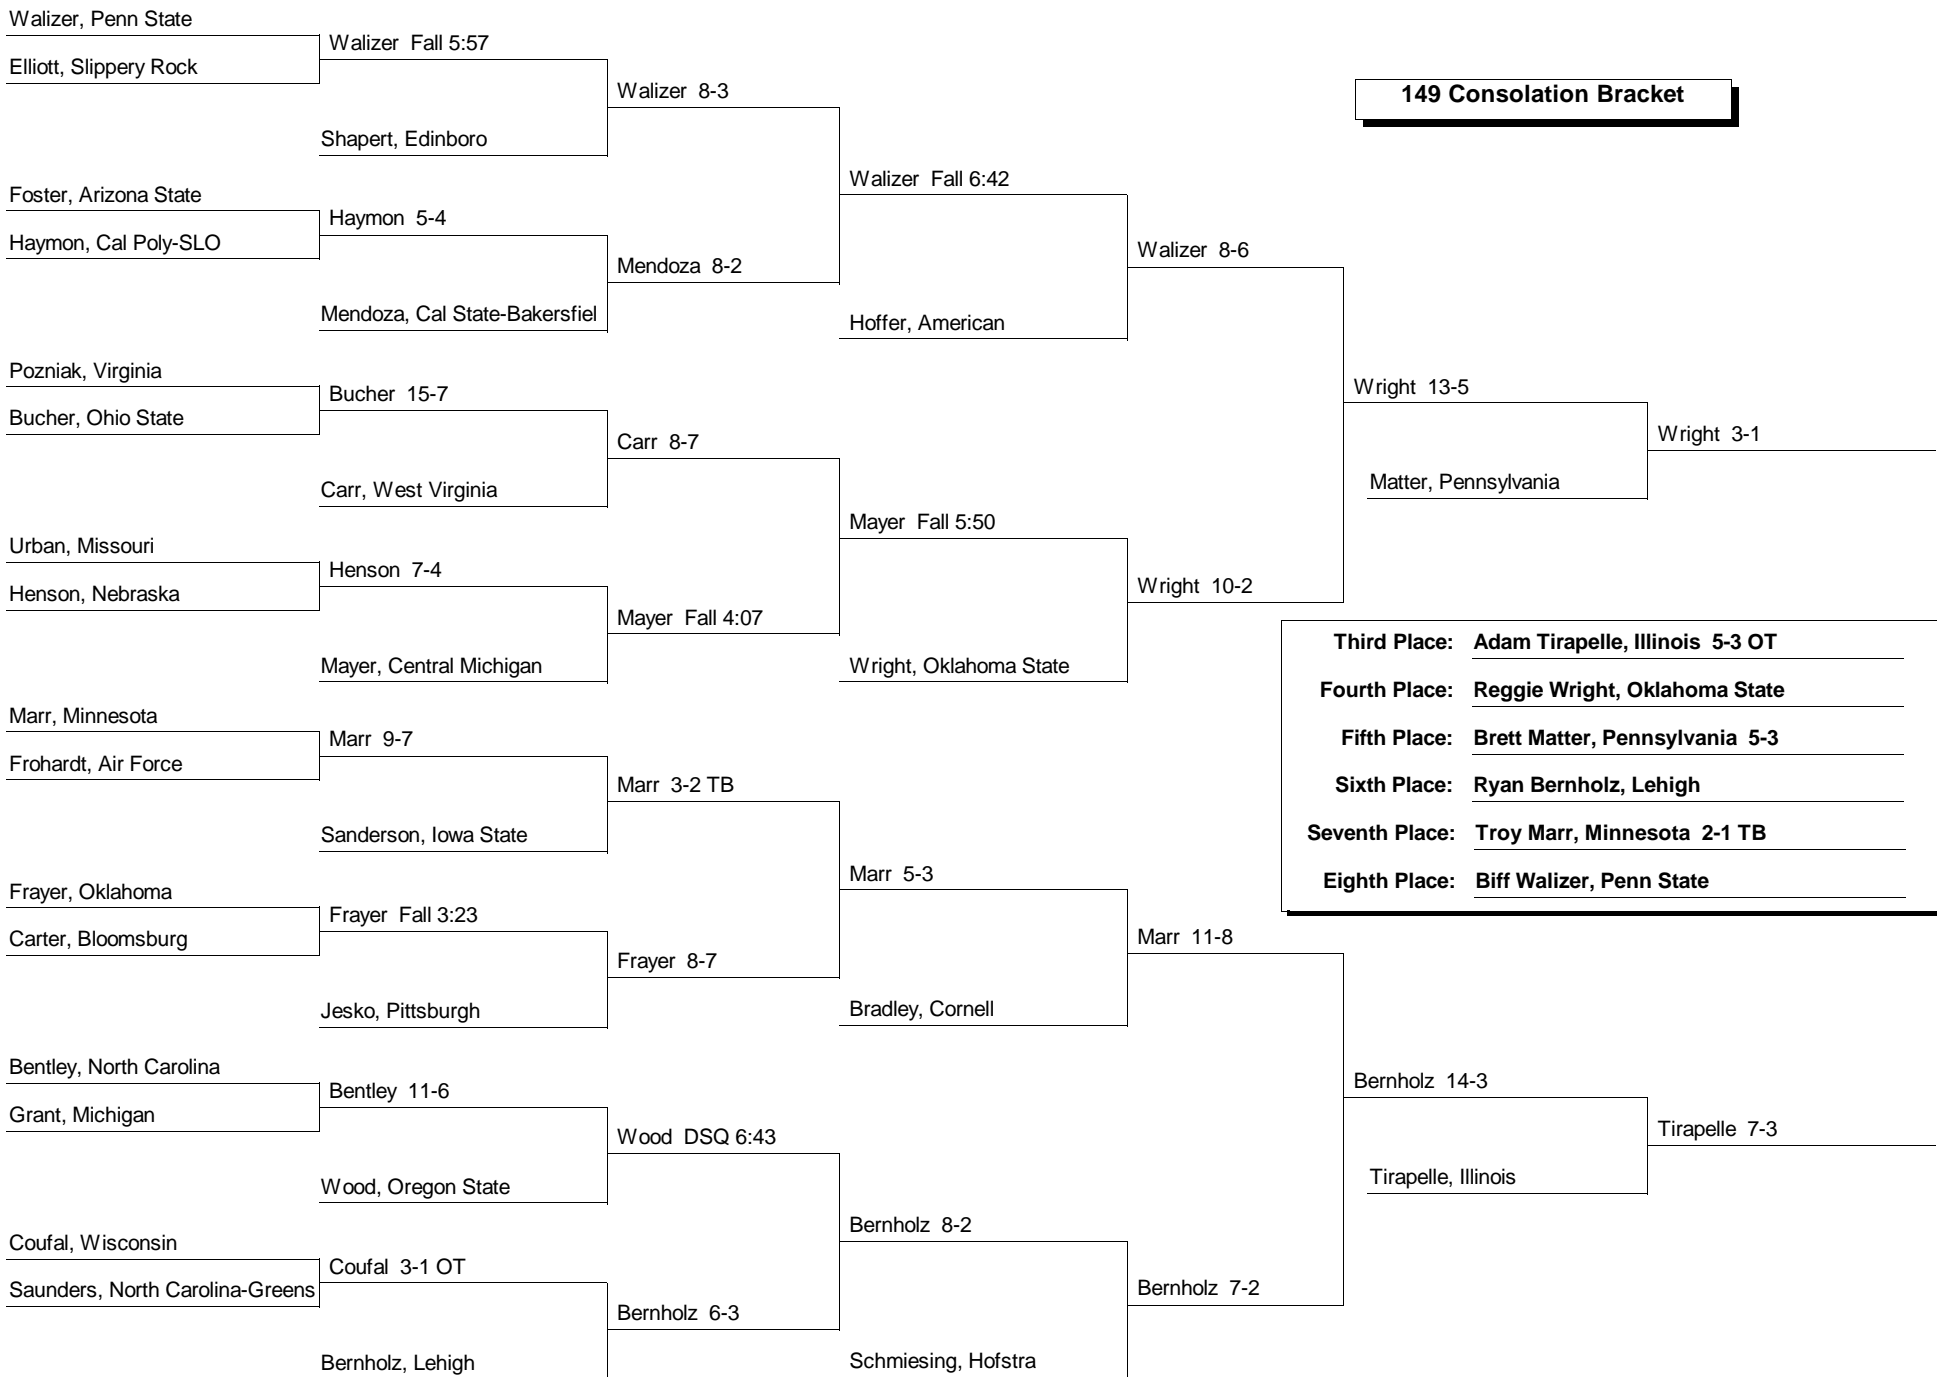 Walizer, Penn State
Elliott, Slippery Rock
Walizer Fall 5:57
Shapert, Edinboro
Walizer 8-3
Foster, Arizona State
Haymon, Cal Poly-SLO
Haymon 5-4
Mendoza, Cal State-Bakersfiel
Mendoza 8-2
Walizer Fall 6:42
Hoffer, American
Walizer 8-6
Pozniak, Virginia
Bucher, Ohio State
Bucher 15-7
Carr, West Virginia
Carr 8-7
Urban, Missouri
Henson, Nebraska
Henson 7-4
Mayer, Central Michigan
Mayer Fall 4:07
Mayer Fall 5:50
Wright, Oklahoma State
Wright 10-2
Wright 13-5
Matter, Pennsylvania
Wright 3-1
Marr, Minnesota
Frohardt, Air Force
Marr 9-7
Sanderson, Iowa State
Marr 3-2 TB
Frayer, Oklahoma
Carter, Bloomsburg
Frayer Fall 3:23
Jesko, Pittsburgh
Frayer 8-7
Marr 5-3
Bradley, Cornell
Marr 11-8
Bentley, North Carolina
Grant, Michigan
Bentley 11-6
Wood, Oregon State
Wood DSQ 6:43
Coufal, Wisconsin
Saunders, North Carolina-Greens
Coufal 3-1 OT
Bernholz, Lehigh
Bernholz 6-3
Bernholz 8-2
Schmiesing, Hofstra
Bernholz 7-2
Bernholz 14-3
Tirapelle, Illinois
Tirapelle 7-3
149 Consolation Bracket
Third Place: Adam Tirapelle, Illinois 5-3 OT
Fourth Place: Reggie Wright, Oklahoma State
Fifth Place: Brett Matter, Pennsylvania 5-3
Sixth Place: Ryan Bernholz, Lehigh
Seventh Place: Troy Marr, Minnesota 2-1 TB
Eighth Place: Biff Walizer, Penn State